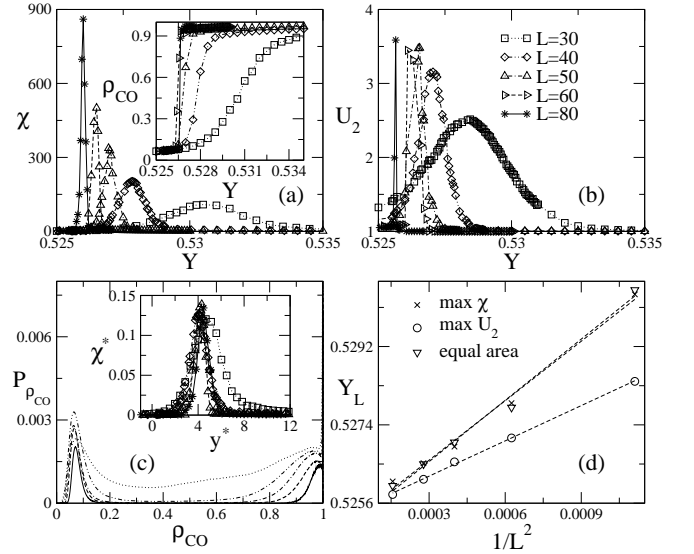 900
600
300
0
χ
0.525
0.53
0.535
Y
(a)
0.9
0.6
0.3
0
ρCO
0.525
0.528
0.531
0.534
Y
4
3
2
1
U2
0.525
0.53
0.535
Y
(b)
L=30
L=40
L=50
L=60
L=80
0.006
0.003
0
PρCO
0
0.2
0.4
0.6
0.8
1
ρCO
(c)
0.15
0.1
0.05
0
χ*
0
4
8
12
y*
max χ
max U2
equal area
0.5292
0.5274
0.5256
YL
0.0003
0.0006
0.0009
1/L2
(d)